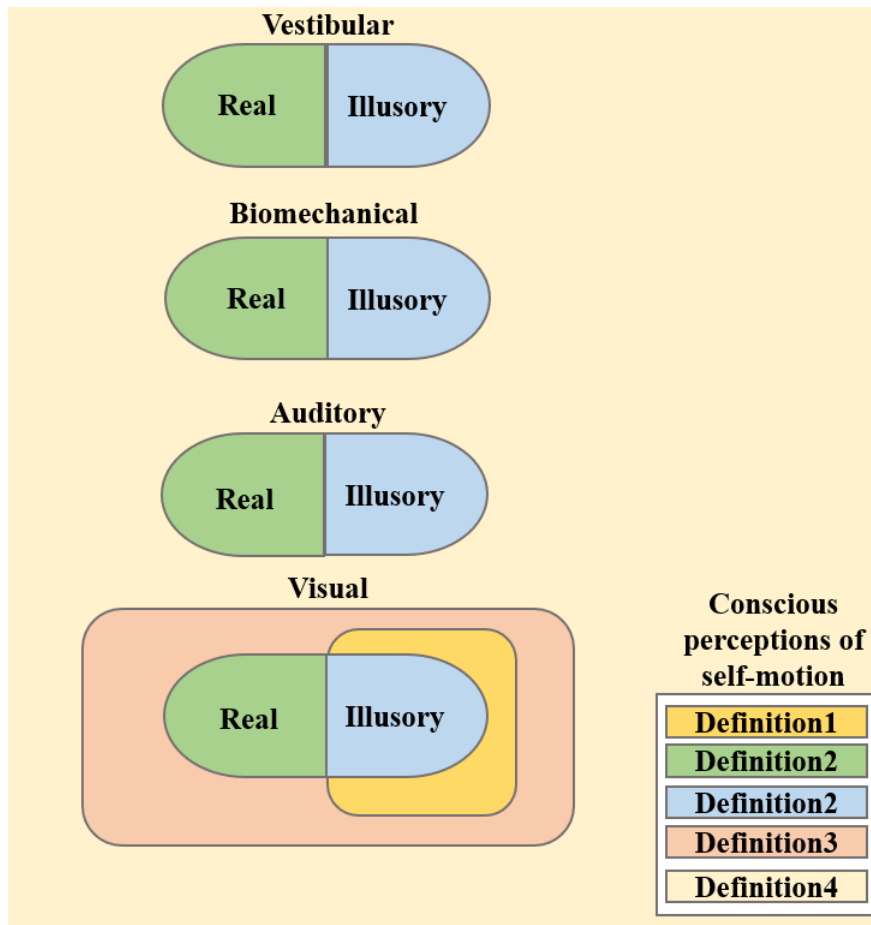 Vestibular
Real
Illusory
Biomechanical
Real
Illusory
Auditory
Real
Illusory
Visual
Real
Illusory
Conscious
perceptions of
self-motion
Definition1
Definition2
Definition2
Definition3
Definition4